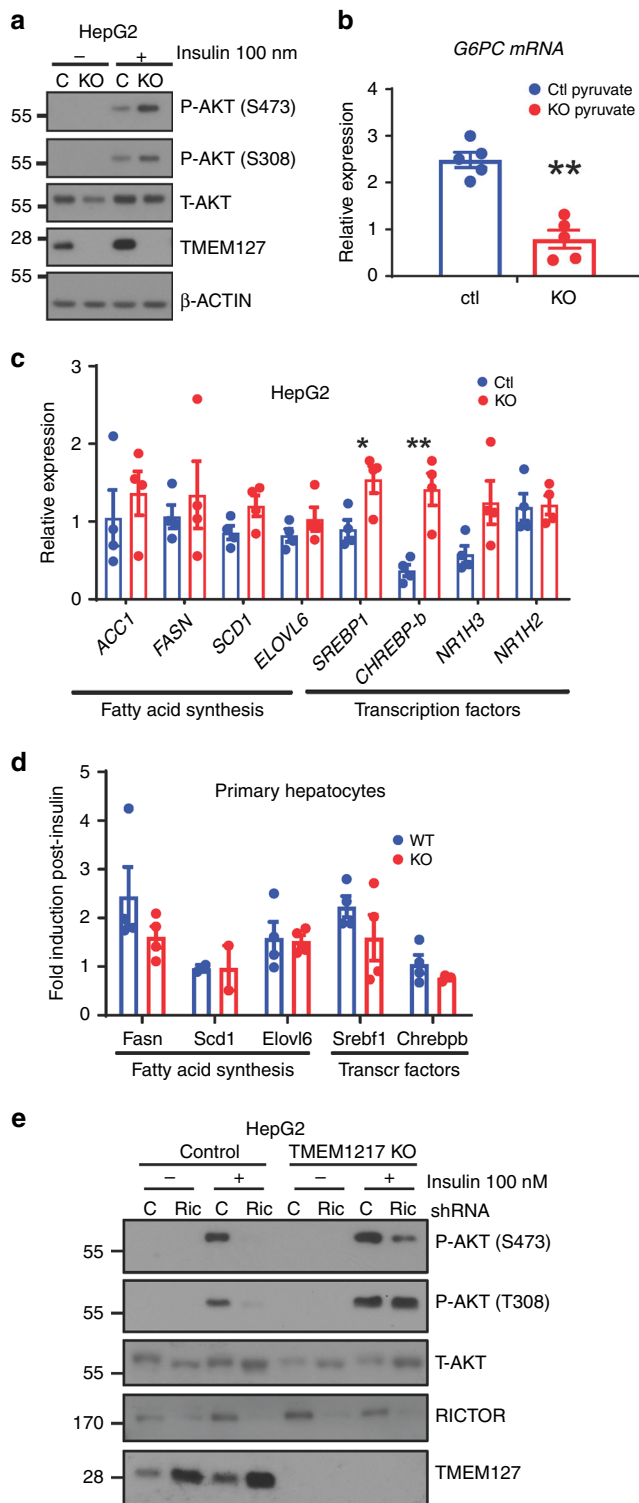 a
HepG2
– + Insulin 100 nm
C KO C KO
55 P-AKT (S473)
55 P-AKT (S308)
55 T-AKT
28 TMEM127
55
β-ACTIN
b
G6PC mRNA
Ctl pyruvate
KO pyruvate
Relative expression
4
3
2
1
0
**
ctl KO
c
HepG2
Ctl
KO
Relative expression
3
2
1
0
* **
ACC1 FASN SCD1 ELOVL6 SREBP1 CHREBP-b NR1H3 NR1H2
Fatty acid synthesis Transcription factors
d
Primary hepatocytes
WT
KO
Fold induction post-insulin
5
4
3
2
1
0
Fasn Scd1 Elovl6 Srebf1 Chrebpb
Fatty acid synthesis Transcr factors
e
HepG2
Control TMEM1217 KO
– + – + Insulin 100 nM
C Ric C Ric C Ric C Ric shRNA
55 P-AKT (S473)
55 P-AKT (T308)
55 T-AKT
170 RICTOR
28 TMEM127